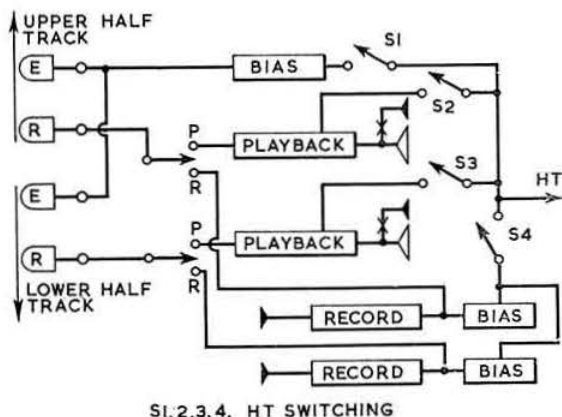 UPPER HALF
TRACK
S1
E
BIAS
S2
R
P
PLAYBACK
R
S3
HT
E
P
PLAYBACK
S4
R
R
LOWER HALF
TRACK
RECORD
BIAS
RECORD
BIAS
S1, 2, 3, 4, HT SWITCHING